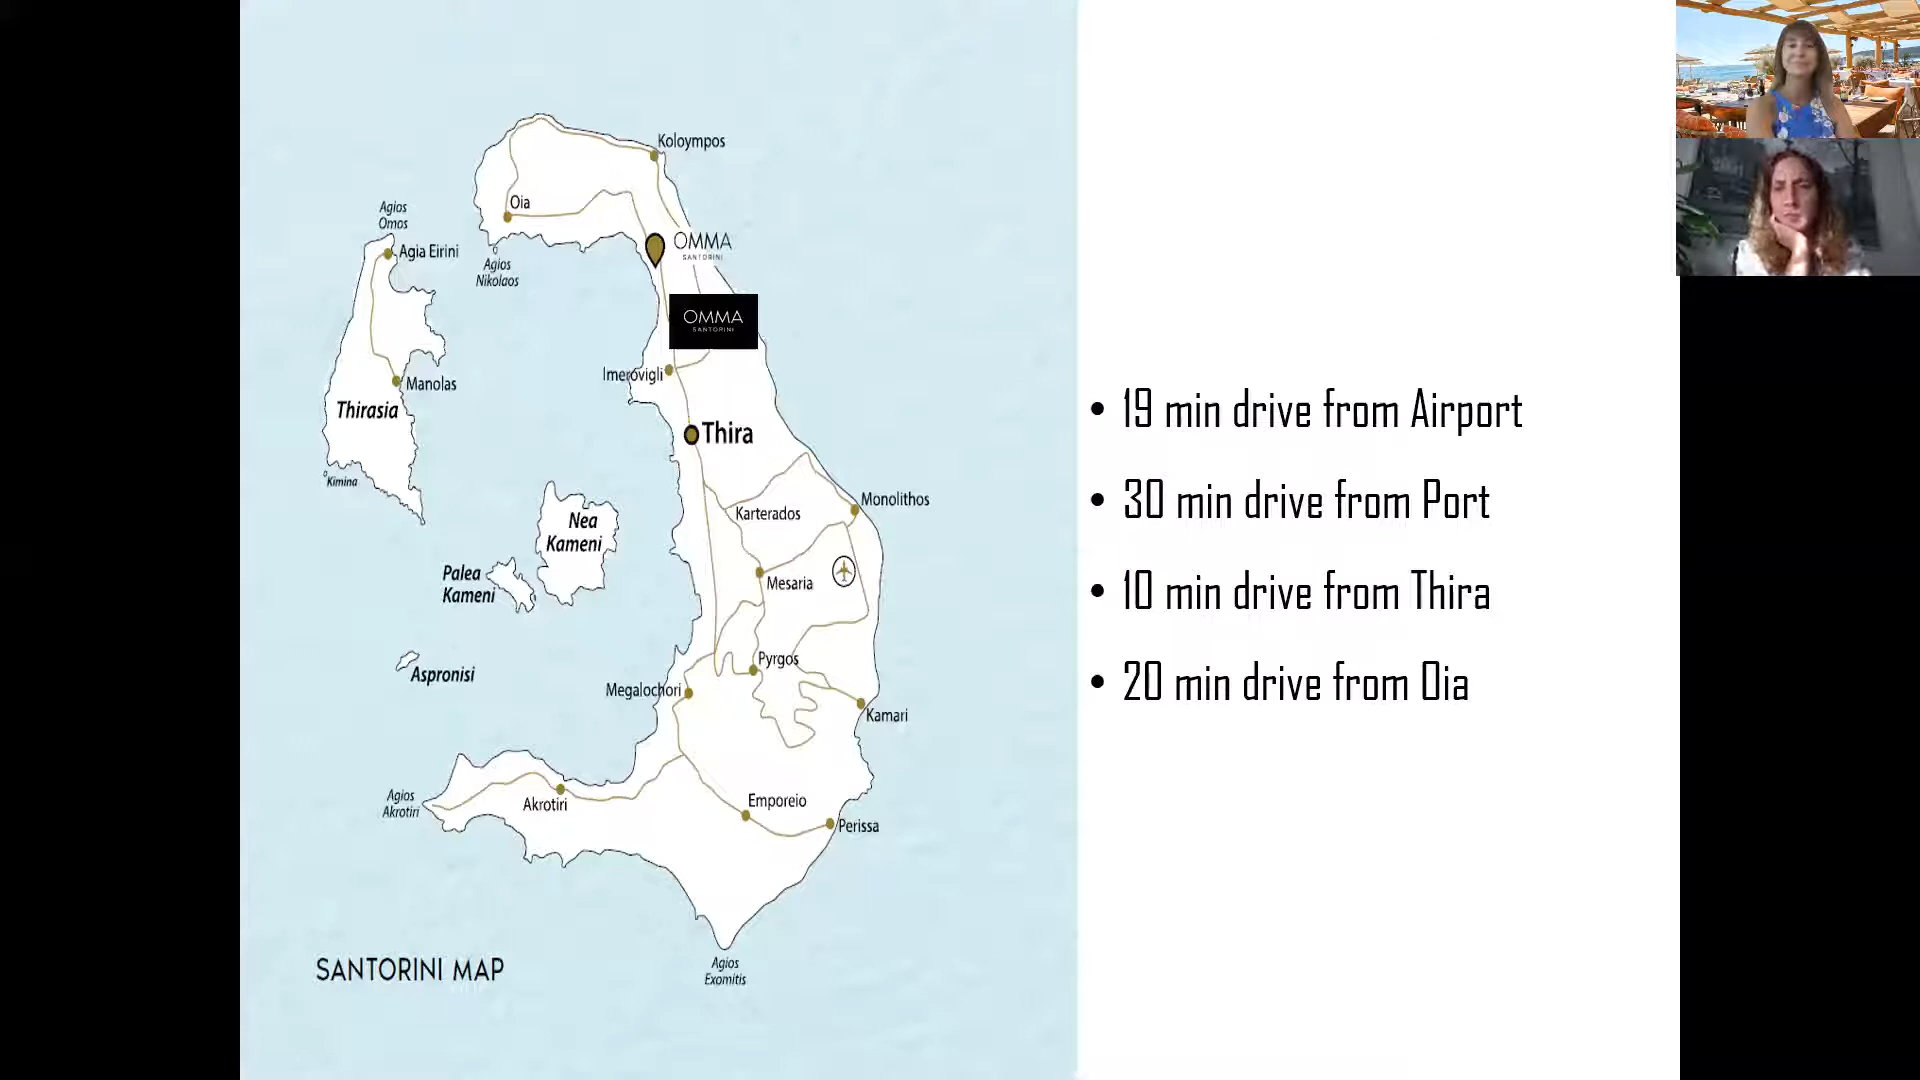 Koloympos
Oia
Agios
Omos
Agia Eirini
OMMA
SANTORINI
Agios
Nikolaos
OMMA
SANTORINI
Imerovigli
Manolas
Thirasia
Thira
Kimina
Monolithos
Karterados
Nea
Kameni
Palea
Kameni
Mesaria
Pyrgos
Aspronisi
Megalochori
Kamari
Agios
Akrotiri
Akrotiri
Emporeio
Perissa
Agios
Exomitis
SANTORINI MAP
• 19 min drive from Airport
• 30 min drive from Port
• 10 min drive from Thira
• 20 min drive from Oia